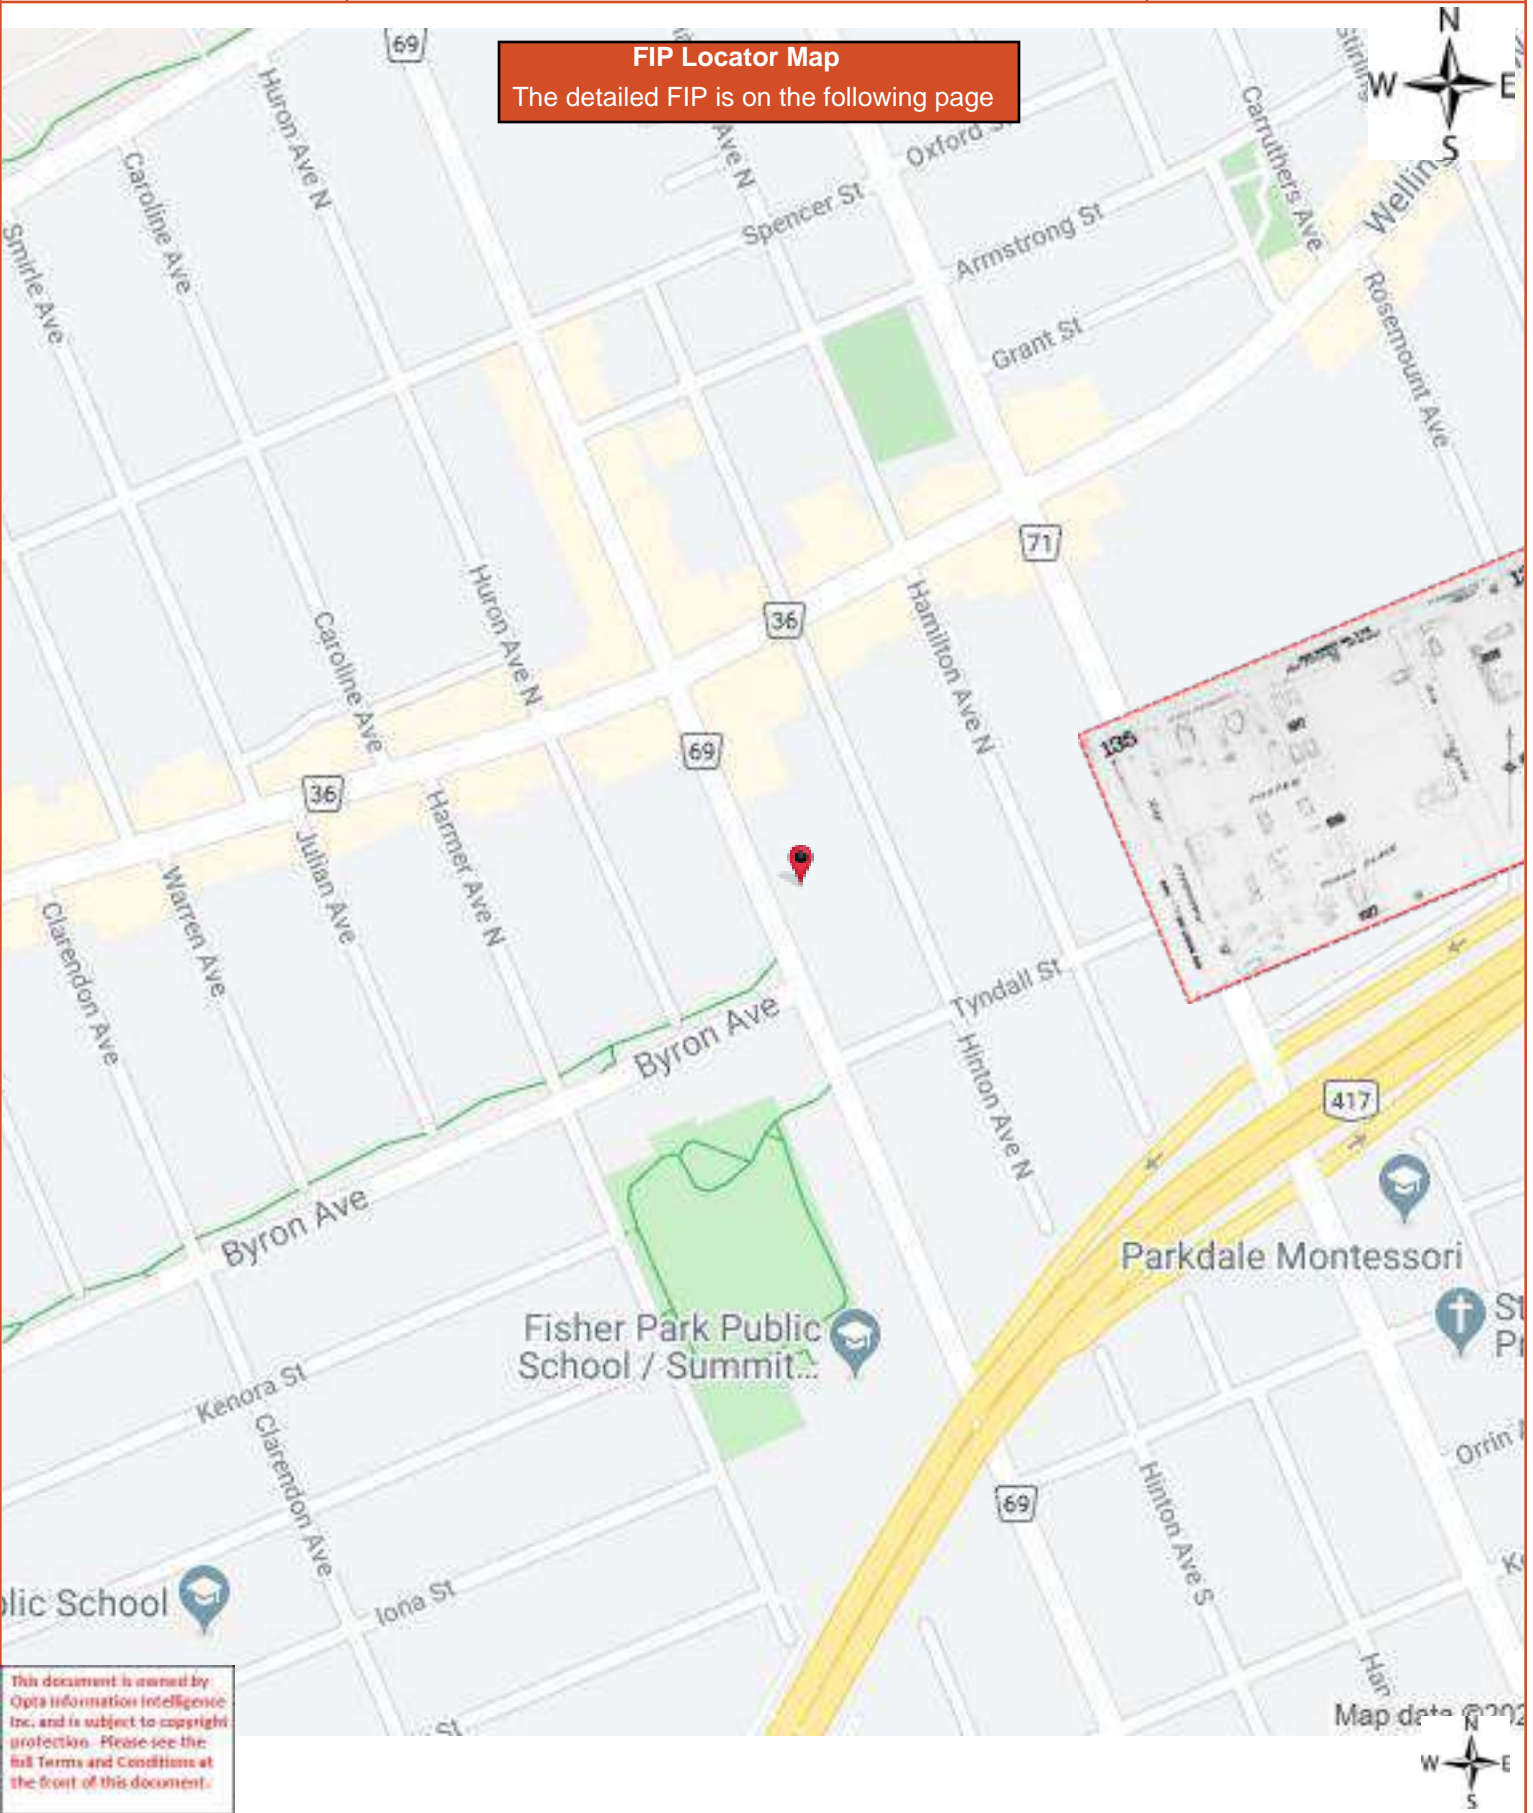 FIP Locator Map
The detailed FIP is on the following page
N
W
E
S
69
Huron Ave N
Caroline Ave
Smirle Ave
Ave N
Spencer St
Oxford
Carruthers Ave
Armstrong St
Grant St
Rosemount Ave
71
36
Huron Ave N
Caroline Ave
Hamilton Ave N
69
36
Harmer Ave N
Julian Ave
Warren Ave
Clarendon Ave
135
Tyndall St
Byron Ave
Hinton Ave N
417
Byron Ave
Parkdale Montessori
Fisher Park Public
School / Summit...
St
Kenora St
Clarendon Ave
69
Hinton Ave S
Iona St
St
This document is owned by
Opta Information Intelligence
Inc. and is subject to copyright
protection. Please see the
full Terms and Conditions at
the front of this document.
Map data ©202
N
W
E
S